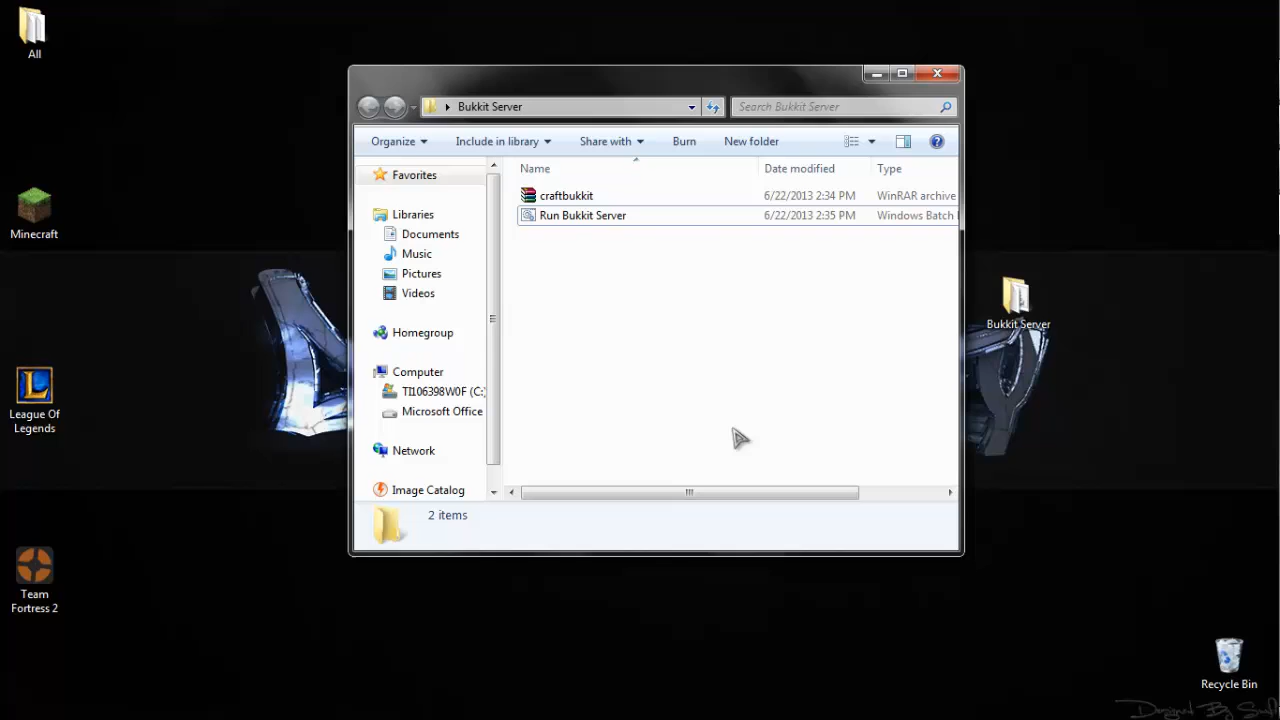 All
Minecraft
League Of
Legends
Team
Fortress 2
Bukkit Server
Search Bukkit Server
Organize
Include in library
Share with
Burn
New folder
Favorites
Libraries
Documents
Music
Pictures
Videos
Homegroup
Computer
TI106398W0F (C:)
Microsoft Office
Network
Image Catalog
Name
Date modified
Type
craftbukkit
6/22/2013 2:34 PM
WinRAR archive
Run Bukkit Server
6/22/2013 2:35 PM
Windows Batch
2 items
Bukkit Server
Recycle Bin
Designed By